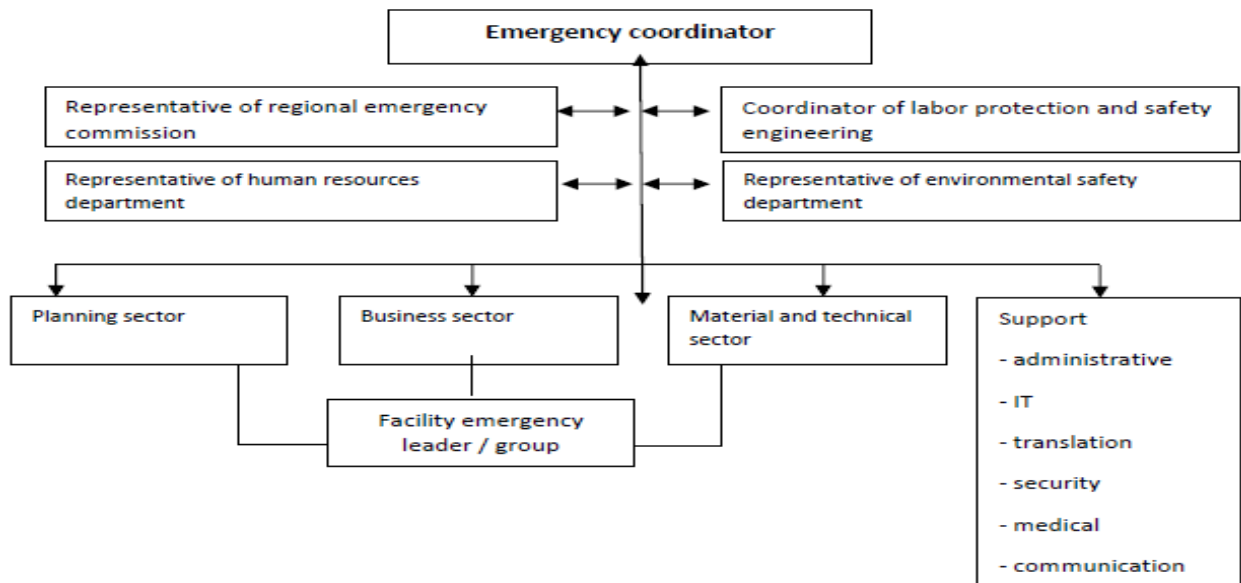 Emergency coordinator
Representative of regional emergency
commission
Coordinator of labor protection and safety
engineering
Representative of human resources
department
Representative of environmental safety
department
Planning sector
Business sector
Material and technical
sector
Support
- administrative
- IT
- translation
- security
- medical
- communication
Facility emergency
leader / group